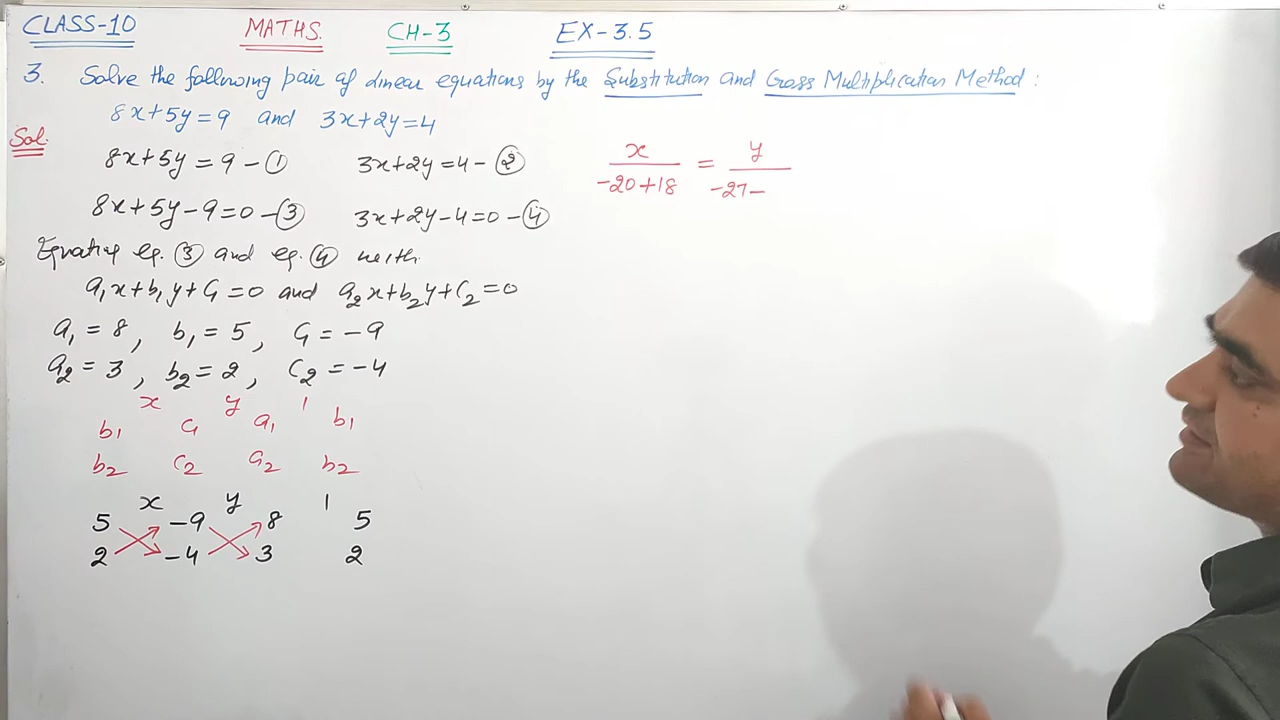 CLASS-10 MATHS. CH-3 EX-3.5
3. Solve the following pair of linear equations by the Substitution and Cross Multiplication Method:
8x+5y=9 and 3x+2y=4
Sol.
8x+5y=9-① 3x+2y=4-②
8x+5y-9=0-③ 3x+2y-4=0-④
Equating eq. ③ and eq. ④ with
a₁x+b₁y+c₁=0 and a₂x+b₂y+c₂=0
a₁=8, b₁=5, c₁=-9
a₂=3, b₂=2, c₂=-4
x y 1
b₁ c₁ a₁ b₁
b₂ c₂ a₂ b₂
x y 1
5 -9 8 5
2 -4 3 2
x/-20+18 = y/-27-